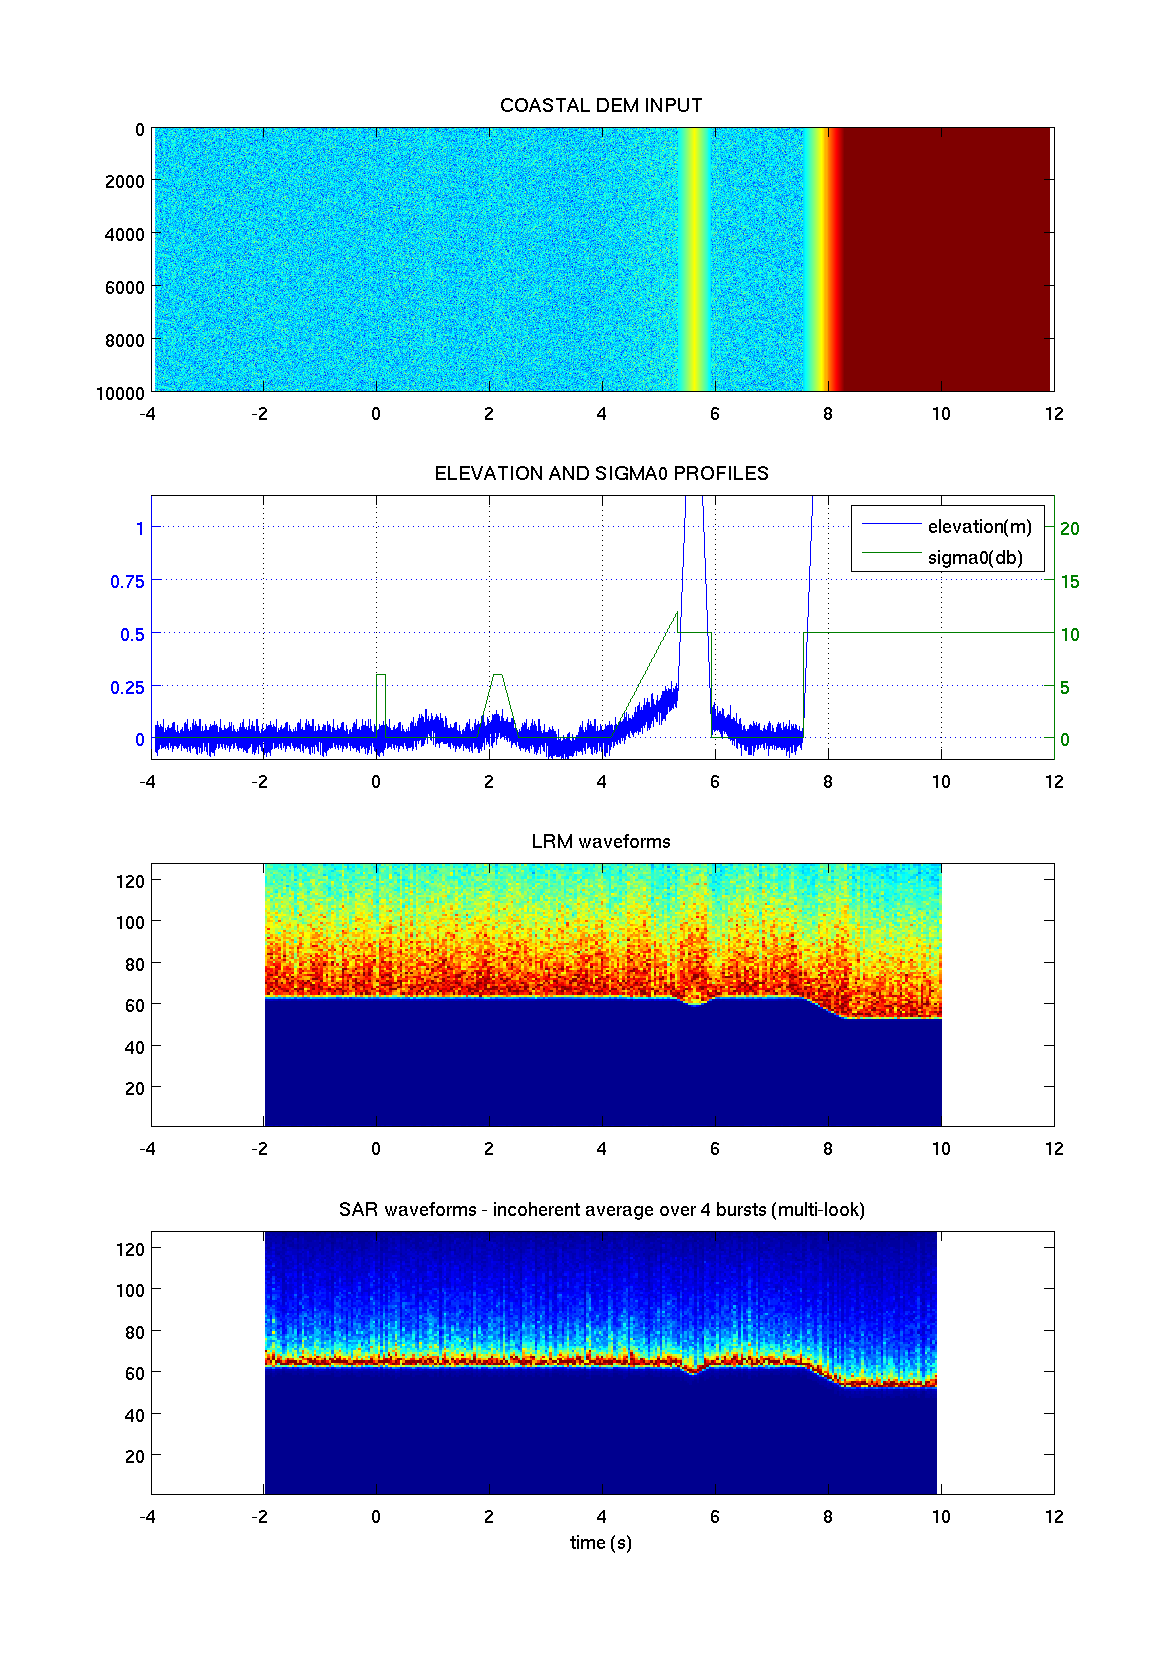 COASTAL DEM INPUT
0
2000
4000
6000
8000
10000
-4 -2 0 2 4 6 8 10 12
ELEVATION AND SIGMA0 PROFILES
1
0.75
0.5
0.25
0
elevation(m)
sigma0(db)
20
15
10
5
0
-4 -2 0 2 4 6 8 10 12
LRM waveforms
120
100
80
60
40
20
-4 -2 0 2 4 6 8 10 12
SAR waveforms - incoherent average over 4 bursts (multi-look)
120
100
80
60
40
20
-4 -2 0 2 4 6 8 10 12
time (s)